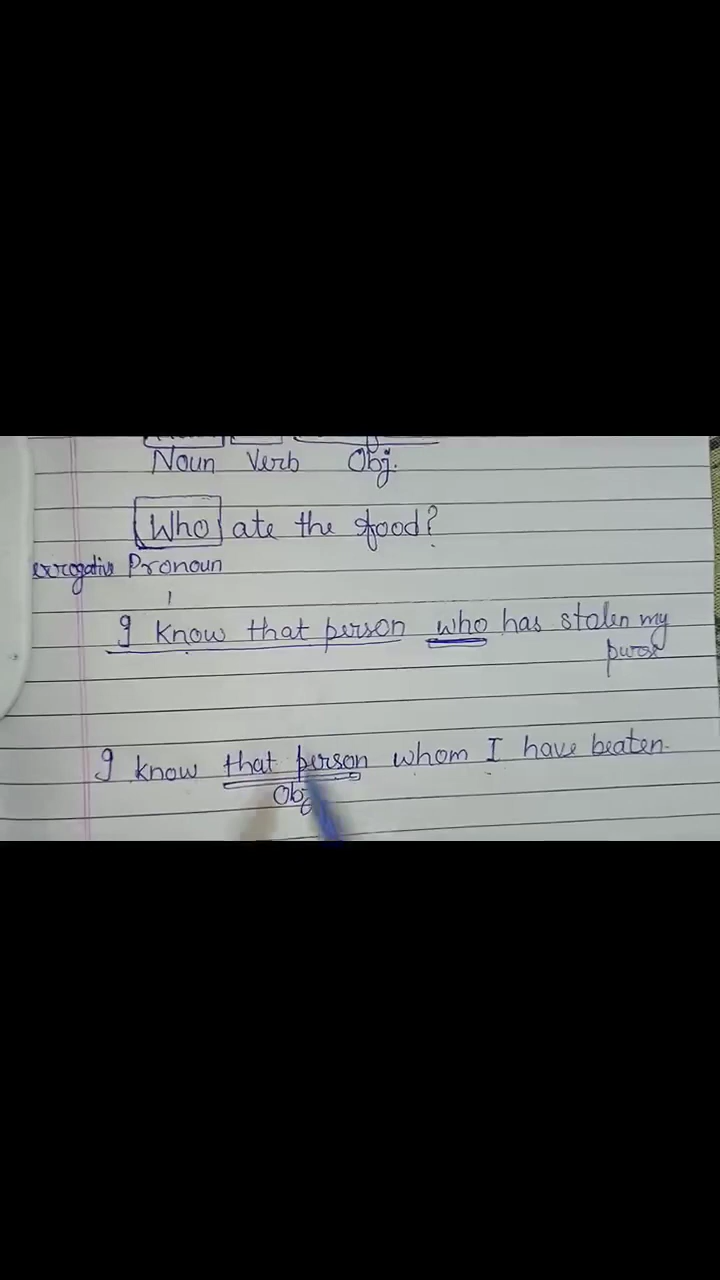 Noun Verb Obj.
Who ate the food?
errogative Pronoun
I know that person who has stolen my
purse
I know that person whom I have beaten.
Obj